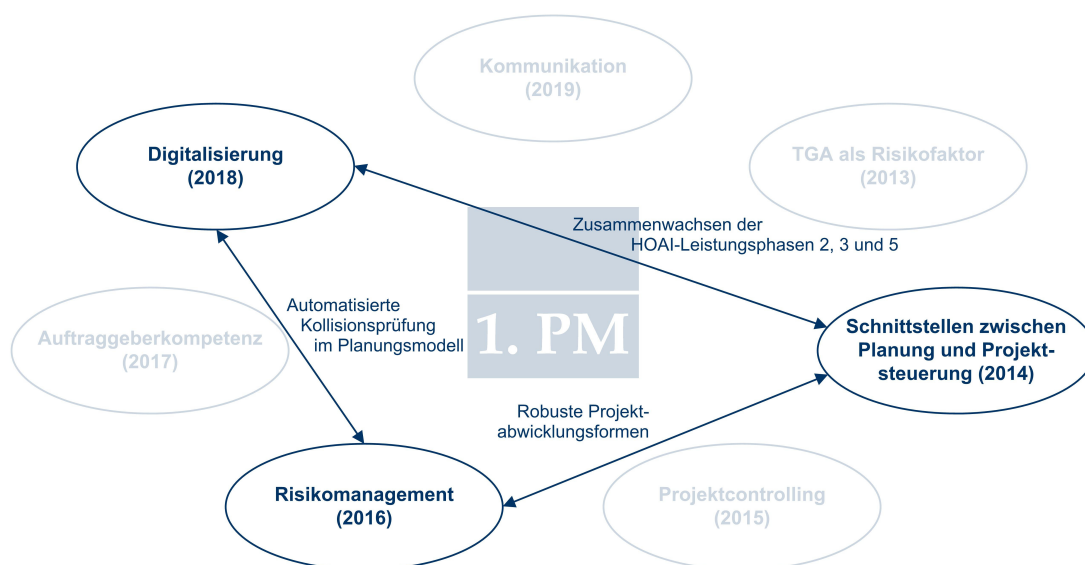 Kommunikation
(2019)
Digitalisierung
(2018)
TGA als Risikofaktor
(2013)
Zusammenwachsen der
HOAI-Leistungsphasen 2, 3 und 5
Automatisierte
Kollisionsprüfung
im Planungsmodell
Auftraggeberkompetenz
(2017)
1. PM
Schnittstellen zwischen
Planung und Projekt-
steuerung (2014)
Robuste Projekt-
abwicklungsformen
Risikomanagement
(2016)
Projektcontrolling
(2015)